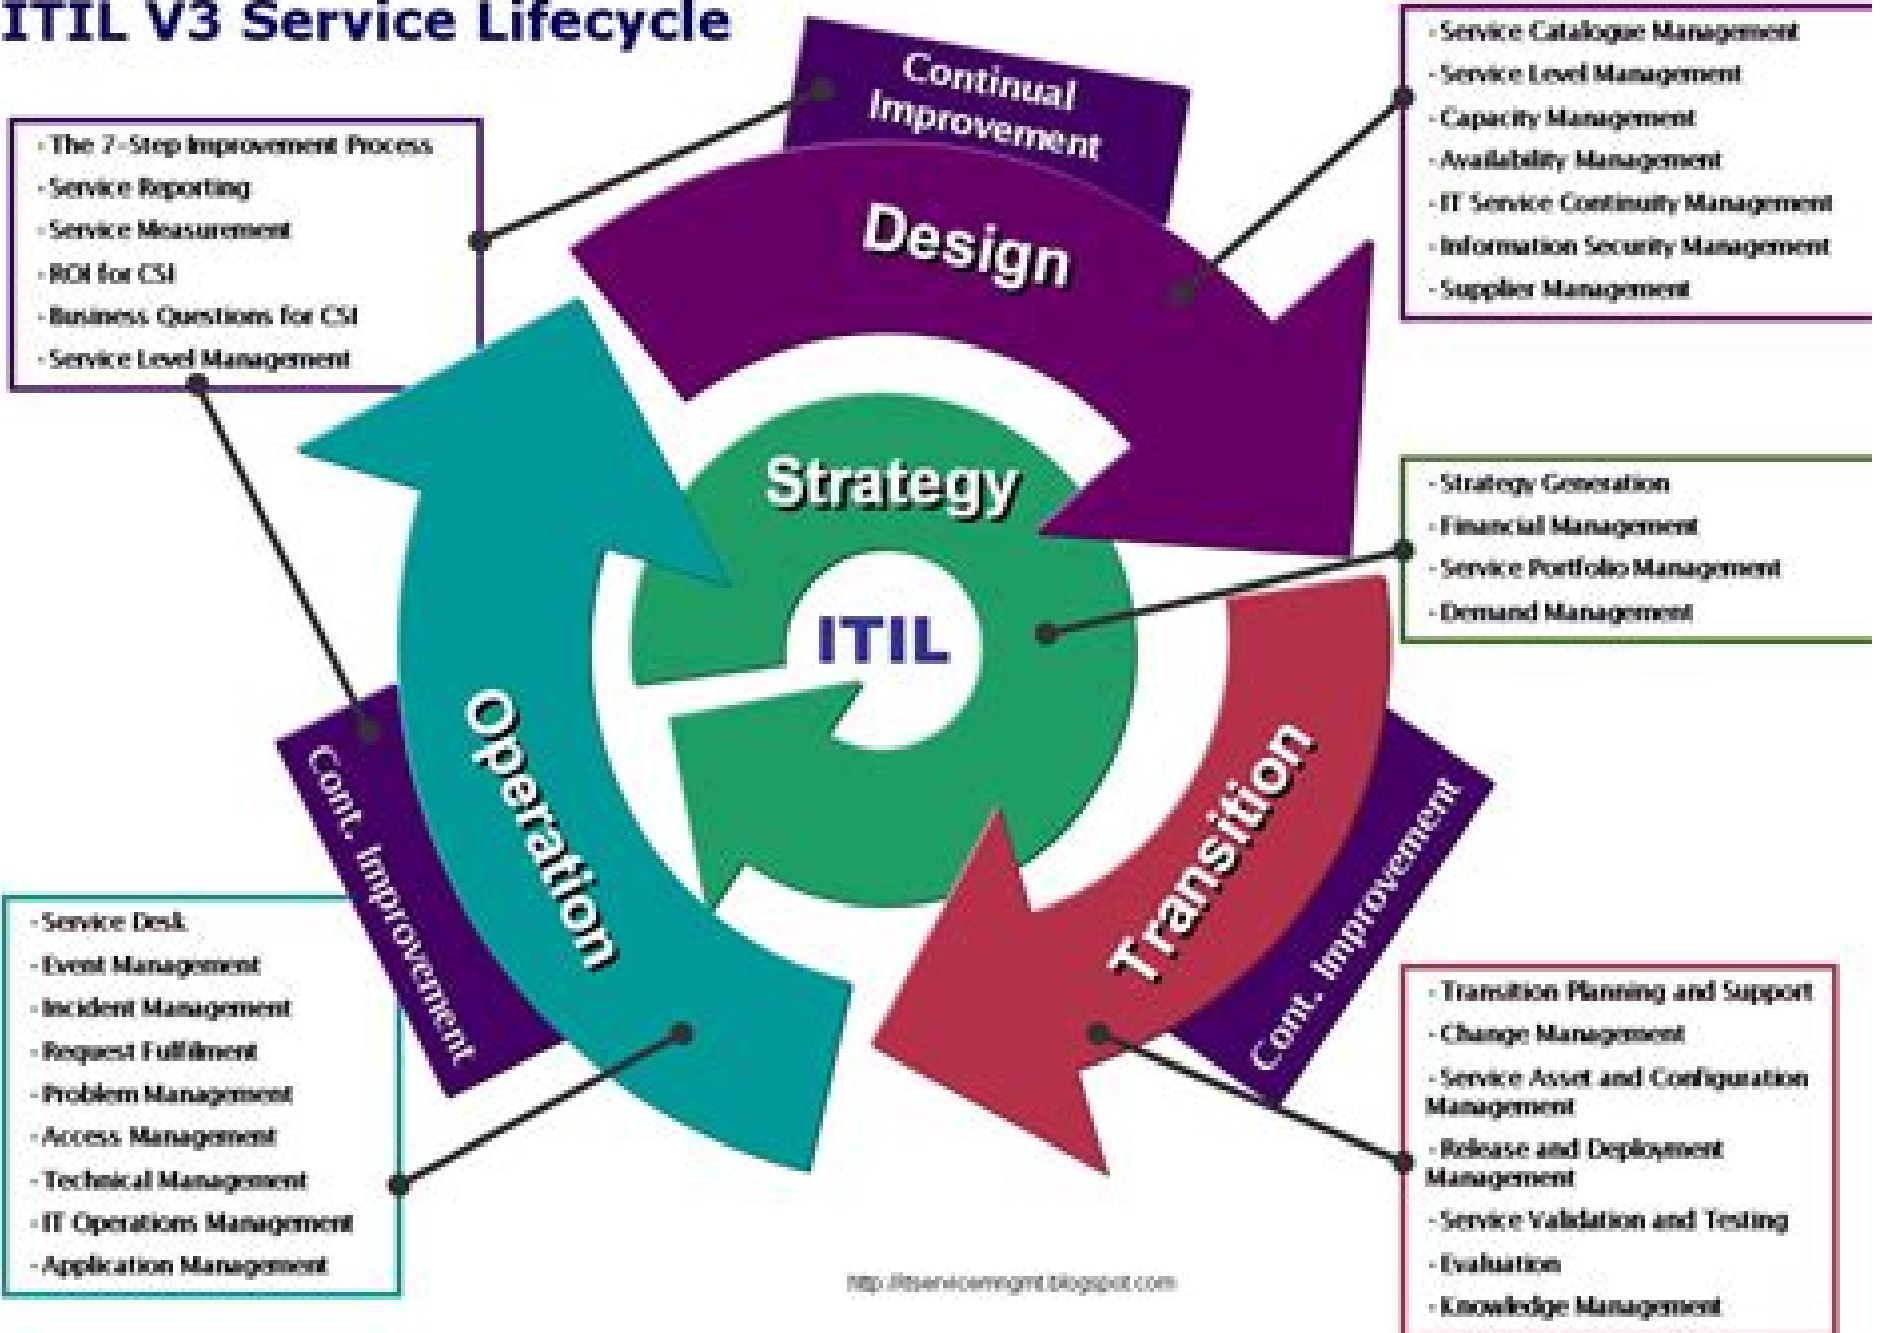 ITIL V3 Service Lifecycle
Continual
Improvement
- The 7-Step Improvement Process
- Service Reporting
- Service Measurement
- ROI for CSI
- Business Questions for CSI
- Service Level Management
- Service Catalogue Management
- Service Level Management
- Capacity Management
- Availability Management
- IT Service Continuity Management
- Information Security Management
- Supplier Management
Design
Strategy
ITIL
- Strategy Generation
- Financial Management
- Service Portfolio Management
- Demand Management
Operation
Transition
Cont. Improvement
Cont. Improvement
- Service Desk
- Event Management
- Incident Management
- Request Fulfilment
- Problem Management
- Access Management
- Technical Management
- IT Operations Management
- Application Management
- Transition Planning and Support
- Change Management
- Service Asset and Configuration
Management
- Release and Deployment
Management
- Service Validation and Testing
- Evaluation
- Knowledge Management
http://itservicemngmt.blogspot.com